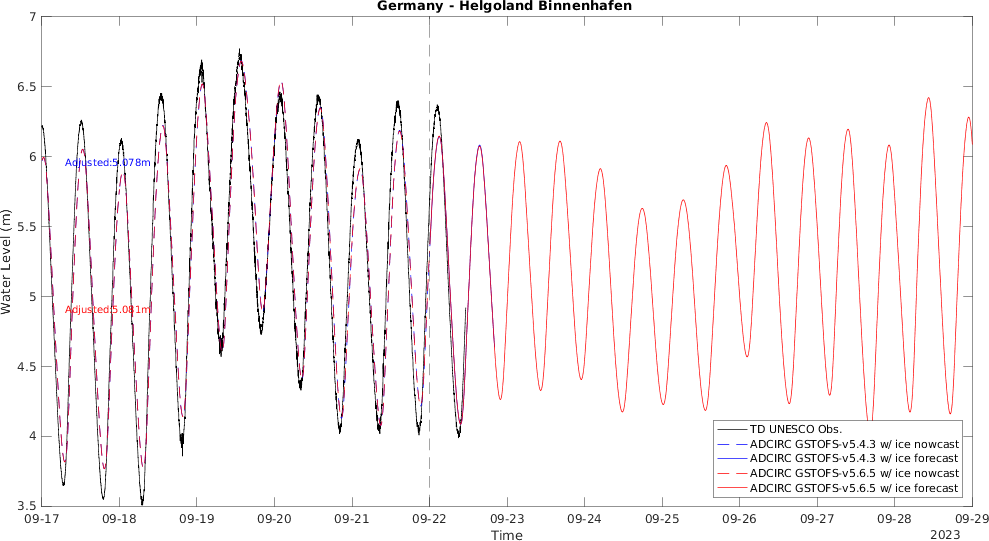 Germany - Helgoland Binnenhafen
7
6.5
6
5.5
5
4.5
4
3.5
Water Level (m)
Adjusted:5.078m
Adjusted:5.081m
TD UNESCO Obs.
ADCIRC GSTOFS-v5.4.3 w/ ice nowcast
ADCIRC GSTOFS-v5.4.3 w/ ice forecast
ADCIRC GSTOFS-v5.6.5 w/ ice nowcast
ADCIRC GSTOFS-v5.6.5 w/ ice forecast
09-17 09-18 09-19 09-20 09-21 09-22 09-23 09-24 09-25 09-26 09-27 09-28 09-29
Time
2023